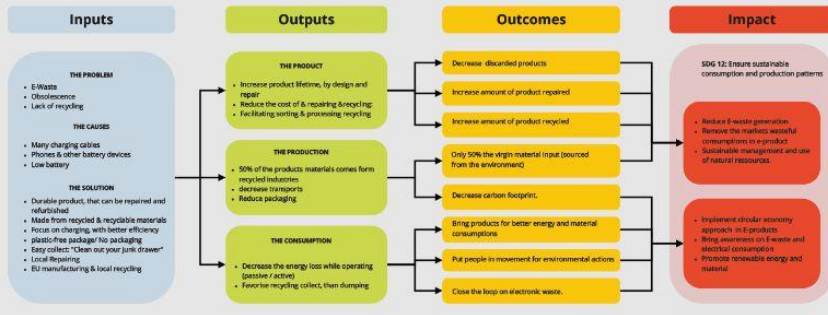 Inputs
Outputs
Outcomes
Impact
THE PROBLEM
• E-Waste
• Obsolescence
• Lack of recycling
THE CAUSES
• Many charging cables
• Phones & other battery devices
• Low battery
THE SOLUTION
• Durable product, that can be repaired and
refurbished
• Made from recycled & recyclable materials
• Focus on charging, with better efficiency
• plastic-free package/ No packaging
• Easy collect: "Clean out your junk drawer"
• Local Repairing
• EU manufacturing & local recycling
THE PRODUCT
• Increase product lifetime, by design and
repair
• Reduce the cost of & repairing &recycling:
• Facilitating sorting & processing recycling
THE PRODUCTION
• 50% of the products materials comes form
recycled industries
• decrease transports
• Reduce packaging
THE CONSUMPTION
• Decrease the energy loss while operating
(passive / active)
• Favorise recycling collect, than dumping
Decrease discarded products
Increase amount of product repaired
Increase amount of product recycled
Only 50% the virgin material input (sourced
from the environment)
Decrease carbon footprint.
Bring products for better energy and material
consumptions
Put people in movement for environmental actions
Close the loop on electronic waste.
SDG 12: Ensure sustainable
consumption and production patterns
• Reduce E-waste generation
• Remove the markets wasteful
consumptions in e-product
• Sustainable management and use
of natural ressources.
• Implement circular economy
approach in E-products
• Bring awareness on E-waste and
electrical consumption
• Promote renewable energy and
material